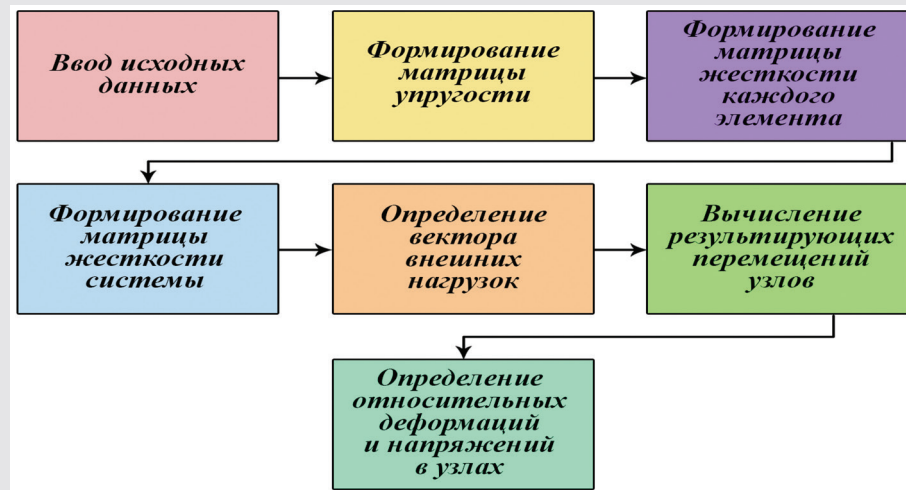 Ввод исходных
данных
Формирование
матрицы
упругости
Формирование
матрицы
жесткости
каждого
элемента
Формирование
матрицы
жесткости
системы
Определение
вектора
внешних
нагрузок
Вычисление
результирующих
перемещений
узлов
Определение
относительных
деформаций
и напряжений
в узлах